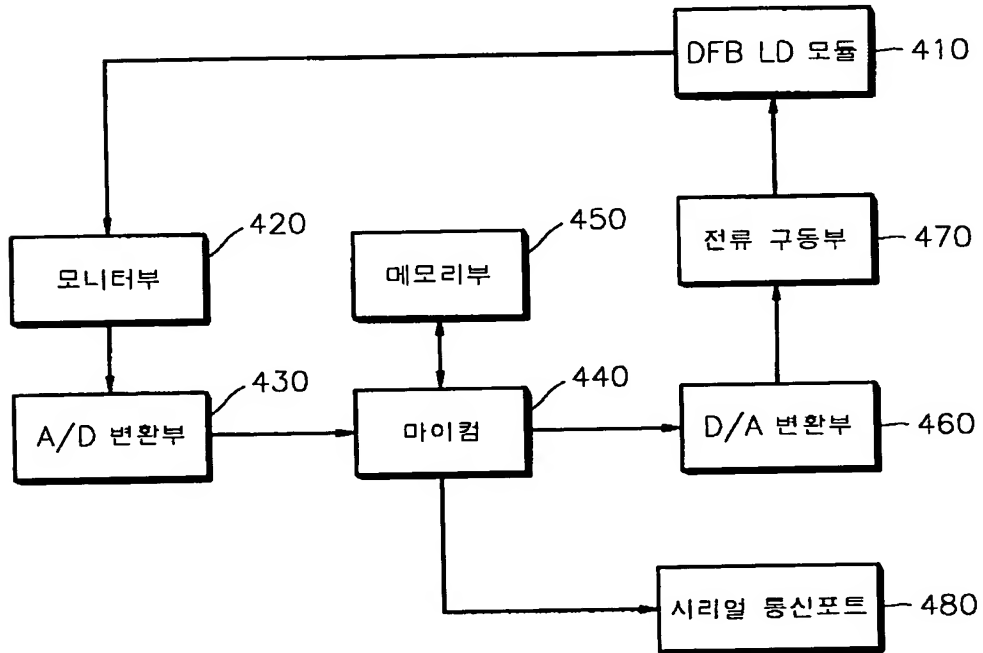 DFB LD 모듈 410
420
450
전류 구동부 470
모니터부
메모리부
430
440
A/D 변환부
마이컴
D/A 변환부 460
시리얼 통신포트 480